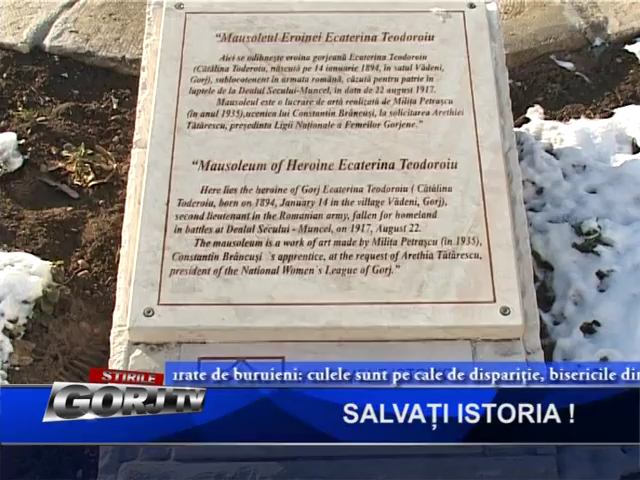 “Mausoleul Eroinei Ecaterina Teodoroiu
Aici se odihnește eroina gorjeană Ecaterina Teodoroiu
(Cătălina Toderoiu, născută pe 14 ianuarie 1894, în satul Vădeni,
Gorj), sublocotenent în armata română, căzută pentru patrie în
luptele de la Dealul Secului-Muncel, în data de 22 august 1917.
Mausoleul este o lucrare de artă realizată de Milița Petrașcu
(în anul 1935),ucenica lui Constantin Brâncuși, la solicitarea Arethiei
Tătărescu, președinta Ligii Naționale a Femeilor Gorjene.”
“Mausoleum of Heroine Ecaterina Teodoroiu
Here lies the heroine of Gorj Ecaterina Teodoroiu ( Cătălina
Toderoiu, born on 1894, January 14 in the village Vădeni, Gorj),
second lieutenant in the Romanian army, fallen for homeland
in battles at Dealul Secului - Muncel, on 1917, August 22.
The mausoleum is a work of art made by Milița Petrașcu (in 1935),
Constantin Brâncuși `s apprentice, at the request of Arethia Tătărescu,
president of the National Women`s League of Gorj.”
ȘTIRILE
urate de buruieni: culele sunt pe cale de dispariție, bisericile din
GORJ TV
SALVAȚI ISTORIA !